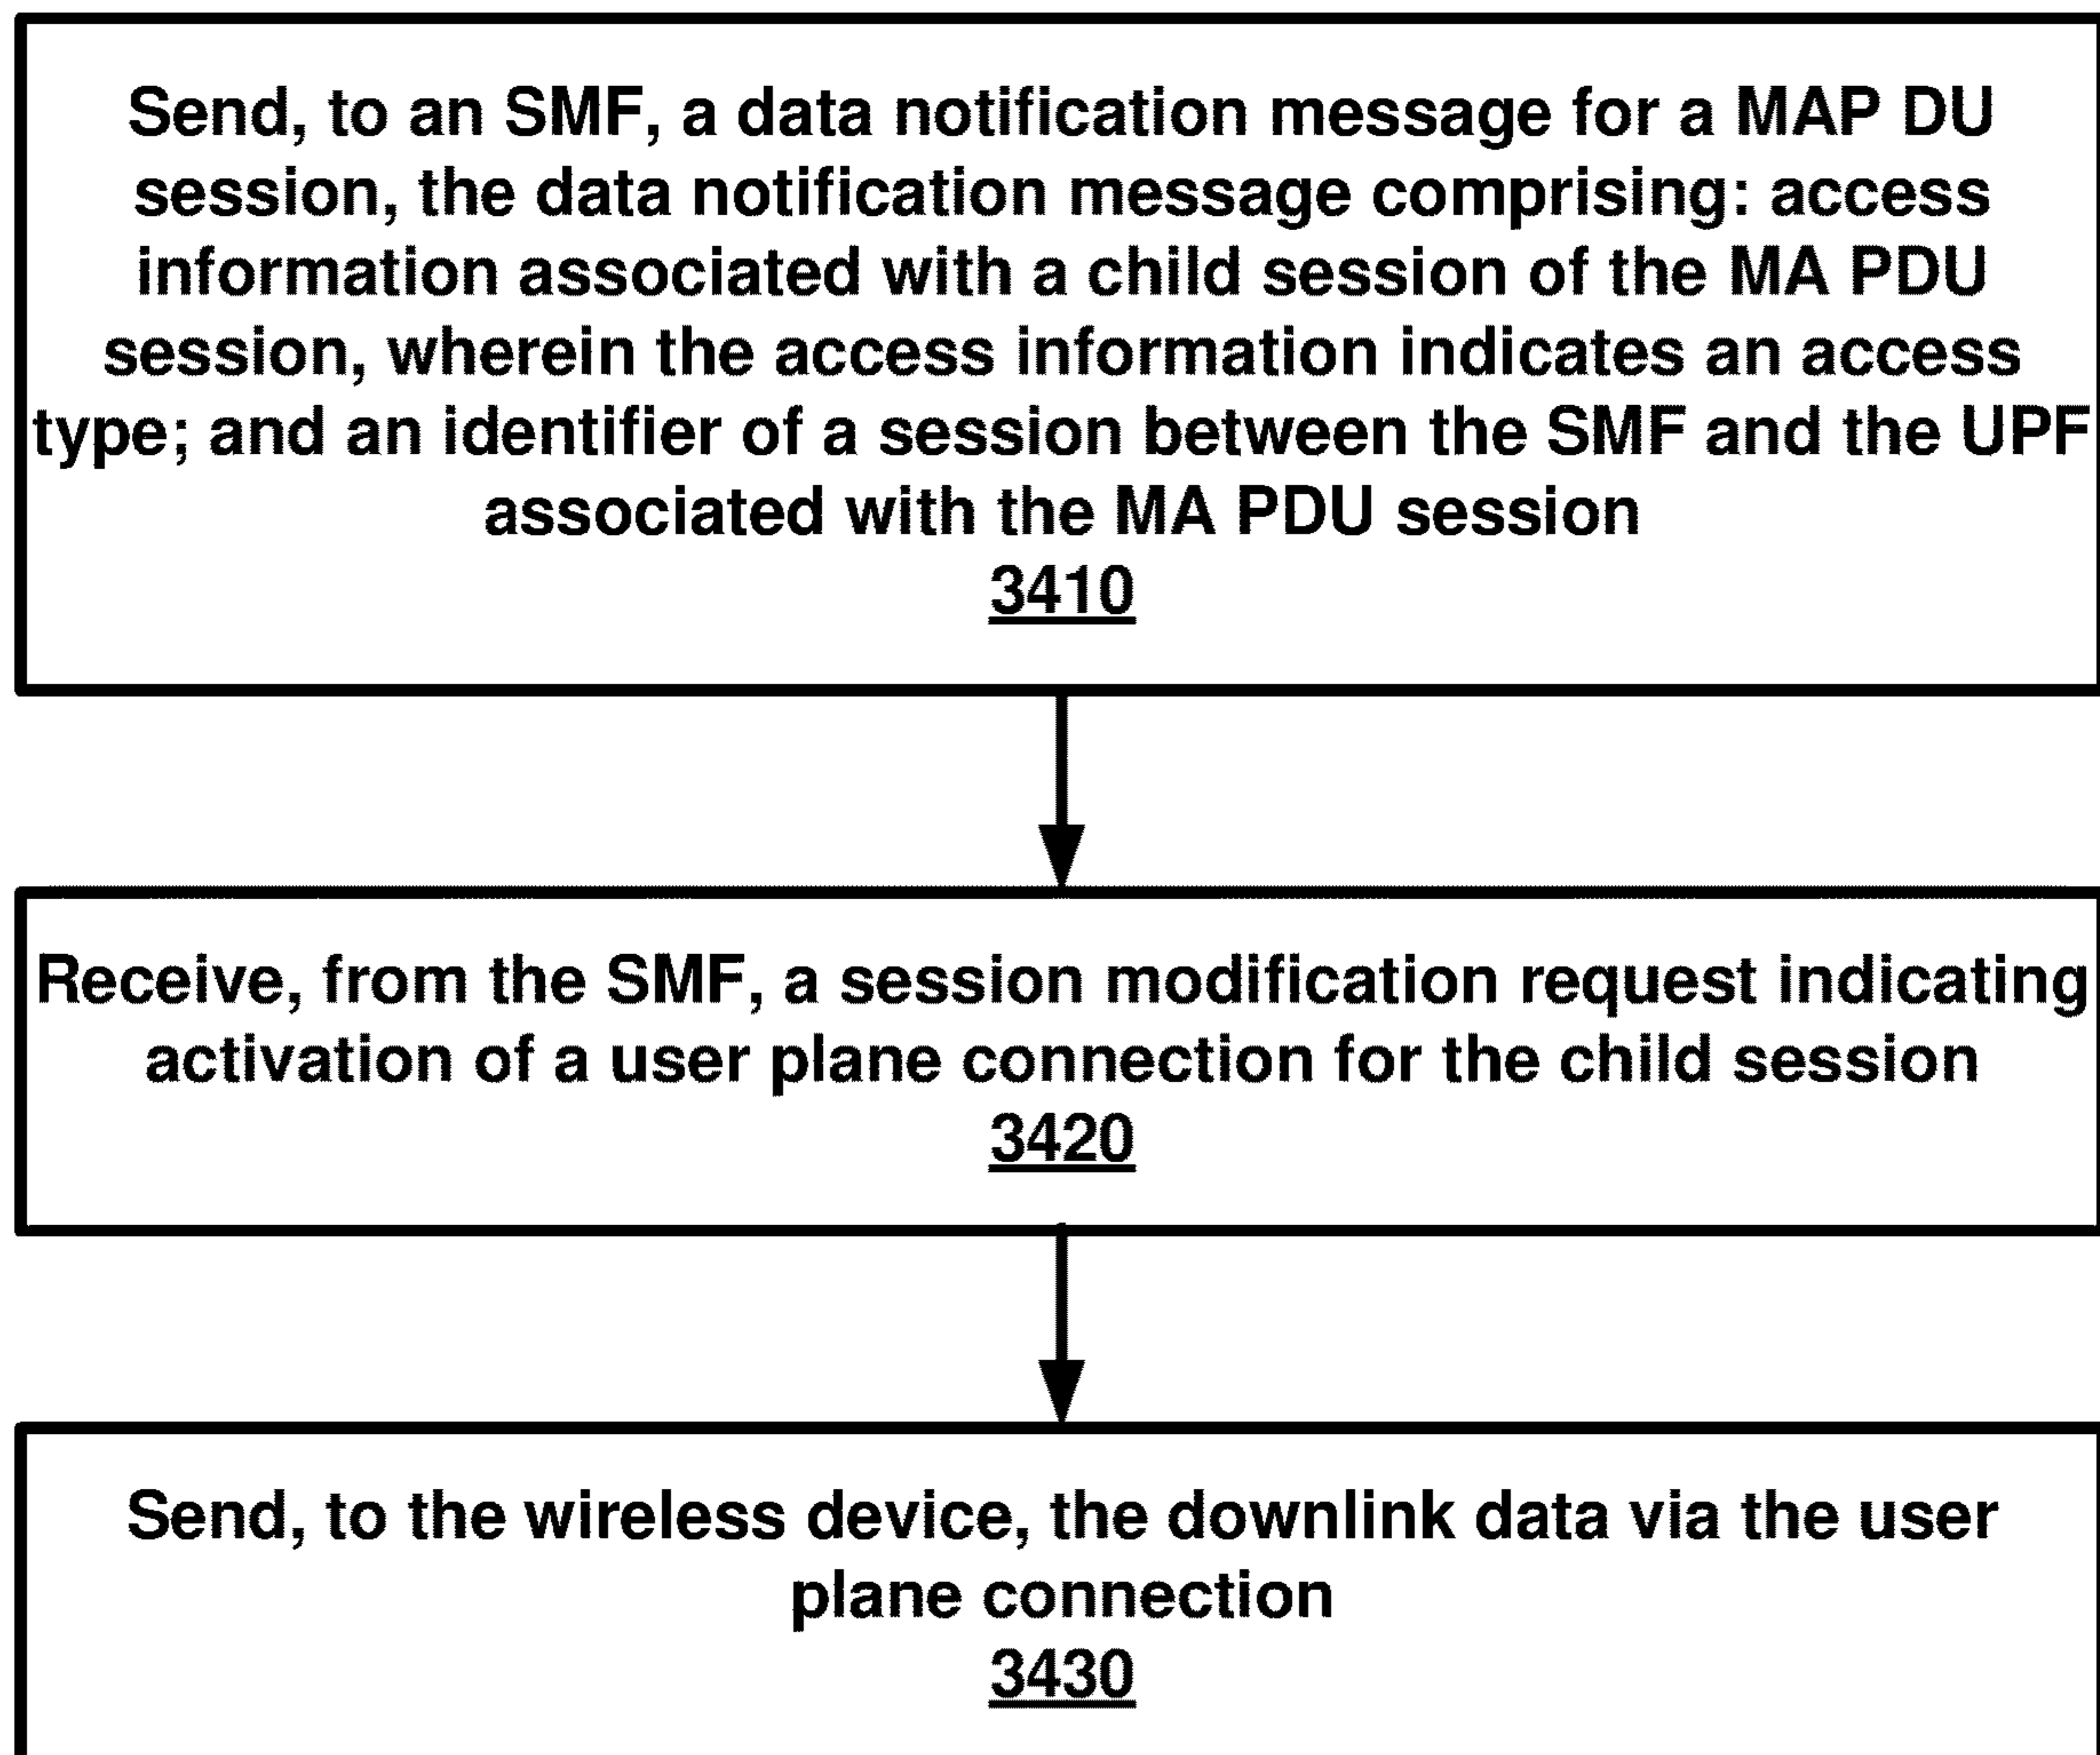 Send, to an SMF, a data notification message for a MAP DU
session, the data notification message comprising: access
information associated with a child session of the MA PDU
session, wherein the access information indicates an access
type; and an identifier of a session between the SMF and the UPF
associated with the MA PDU session
3410
Receive, from the SMF, a session modification request indicating
activation of a user plane connection for the child session
3420
Send, to the wireless device, the downlink data via the user
plane connection
3430